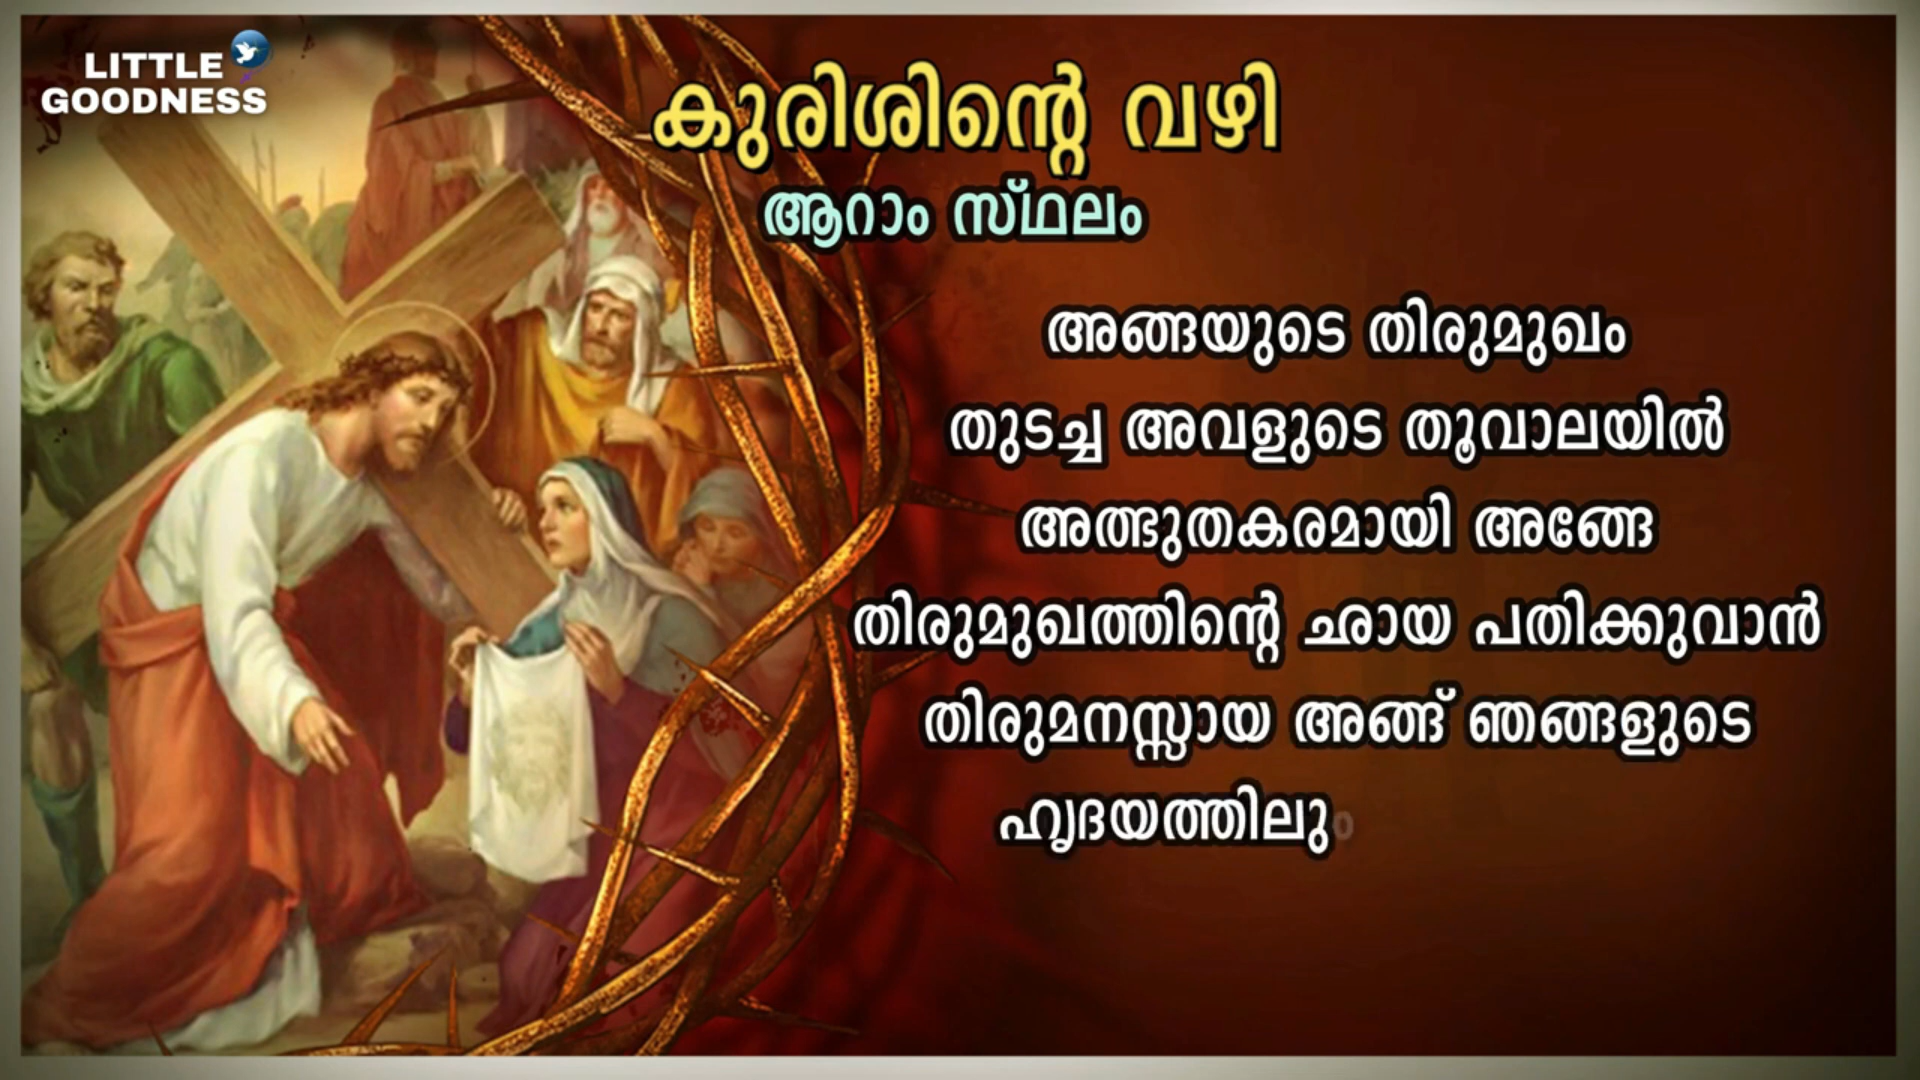 LITTLE
GOODNESS
കുരിശിന്റെ വഴി
ആറാം സ്ഥലം
അങ്ങയുടെ തിരുമുഖം
തുടച്ച അവളുടെ തൂവാലയിൽ
അത്ഭുതകരമായി അങ്ങേ
തിരുമുഖത്തിന്റെ ഛായ പതിക്കുവാൻ
തിരുമനസ്സായ അങ്ങ് ഞങ്ങളുടെ
ഹൃദയത്തിലും